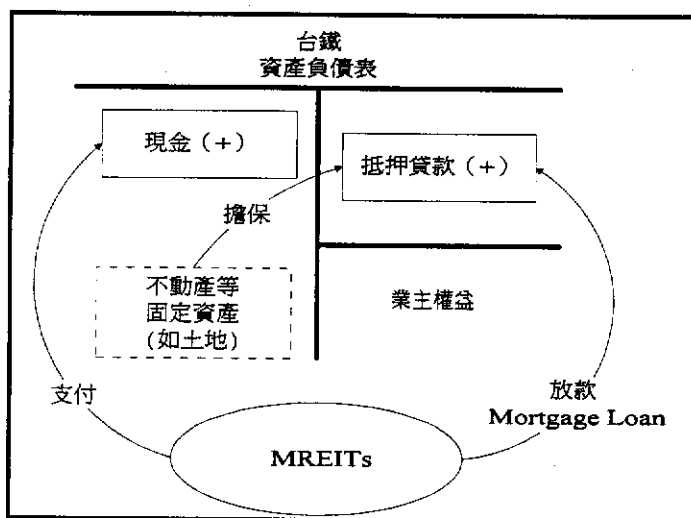 台鐵
資產負債表
現金（+）
抵押貸款（+）
擔保
不動產等
固定資產
(如土地)
業主權益
支付
放款
Mortgage Loan
MREITs